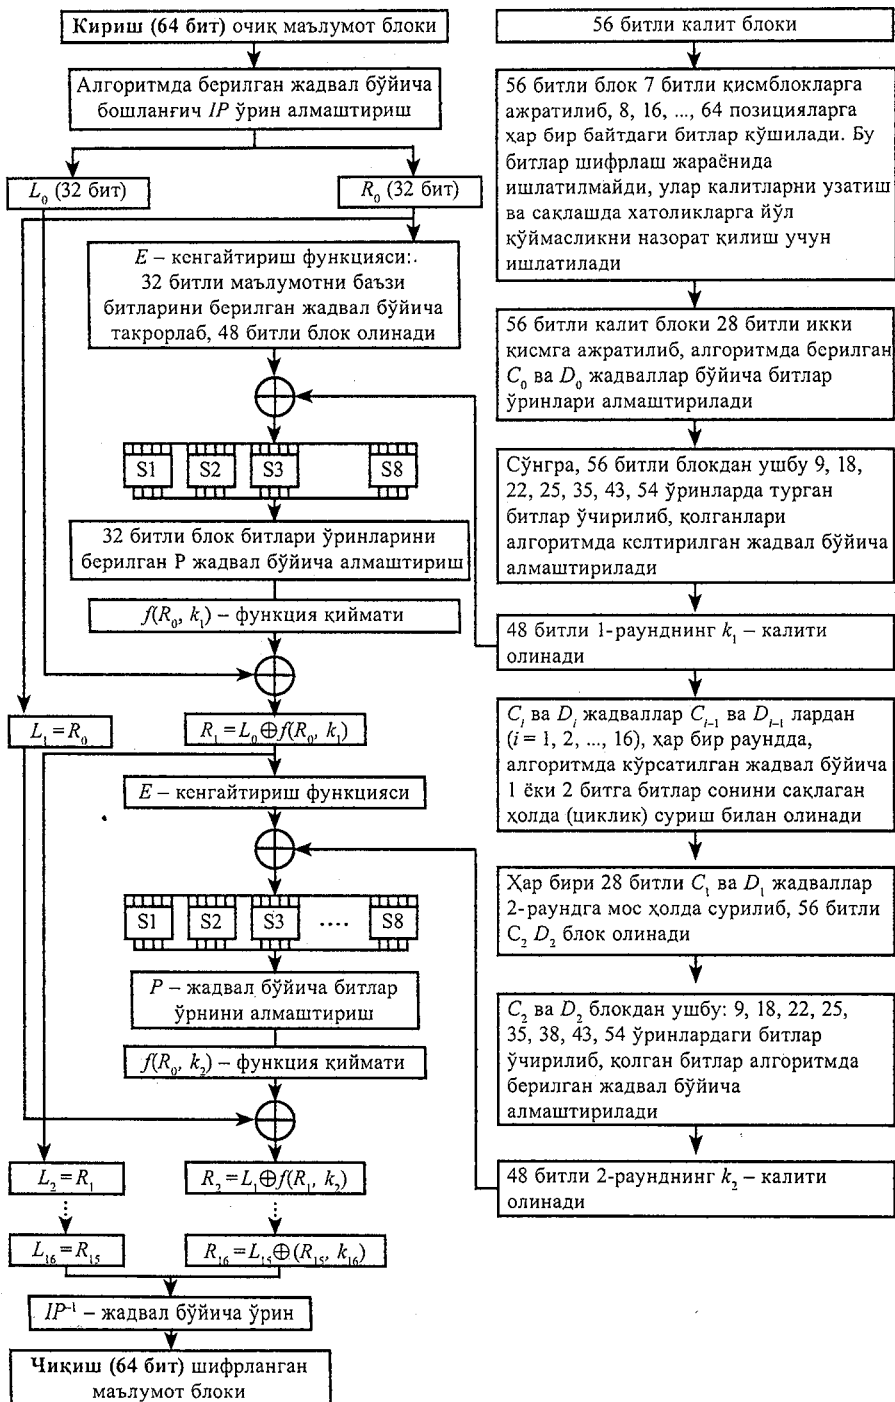 Кириш (64 бит) очиқ маълумот блоки
Алгоритмда берилган жадвал бўйича
бошланғич IP ўрин алмаштириш
L₀ (32 бит)
R₀ (32 бит)
E – кенгайтириш функцияси:.
32 битли маълумотни баъзи
битларини берилган жадвал бўйича
такрорлаб, 48 битли блок олинади
S1 S2 S3 S8
32 битли блок битлари ўринларини
берилган P жадвал бўйича алмаштириш
f(R₀, k₁) – функция қиймати
L₁=R₀
R₁=L₀⊕f(R₀, k₁)
E – кенгайтириш функцияси
S1 S2 S3 .... S8
P – жадвал бўйича битлар
ўрнини алмаштириш
f(R₀, k₂) – функция қиймати
L₂=R₁
R₂=L₁⊕f(R₁, k₂)
L₁₆=R₁₅
R₁₆=L₁₅⊕(R₁₅, k₁₆)
IP⁻¹ – жадвал бўйича ўрин
Чиқиш (64 бит) шифрланган
маълумот блоки
56 битли калит блоки
56 битли блок 7 битли қисмблокларга
ажратилиб, 8, 16, ..., 64 позицияларга
ҳар бир байтдаги битлар қўшилади. Бу
битлар шифрлаш жараёнида
ишлатилмайди, улар калитларни узатиш
ва сақлашда хатоликларга йўл
қўймасликни назорат қилиш учун
ишлатилади
56 битли калит блоки 28 битли икки
қисмга ажратилиб, алгоритмда берилган
C₀ ва D₀ жадваллар бўйича битлар
ўринлари алмаштирилади
Сўнгра, 56 битли блокдан ушбу 9, 18,
22, 25, 35, 43, 54 ўринларда турган
битлар ўчирилиб, қолганлари
алгоритмда келтирилган жадвал бўйича
алмаштирилади
48 битли 1-раунднинг k₁ – калити
олинади
Cᵢ ва Dᵢ жадваллар Cᵢ₋₁ ва Dᵢ₋₁ лардан
(i = 1, 2, ..., 16), ҳар бир раундда,
алгоритмда кўрсатилган жадвал бўйича
1 ёки 2 битга битлар сонини сақлаган
ҳолда (циклик) суриш билан олинади
Ҳар бири 28 битли C₁ ва D₁ жадваллар
2-раундга мос ҳолда сурилиб, 56 битли
C₂ D₂ блок олинади
C₂ ва D₂ блокдан ушбу: 9, 18, 22, 25,
35, 38, 43, 54 ўринлардаги битлар
ўчирилиб, қолган битлар алгоритмда
берилган жадвал бўйича
алмаштирилади
48 битли 2-раунднинг k₂ – калити
олинади